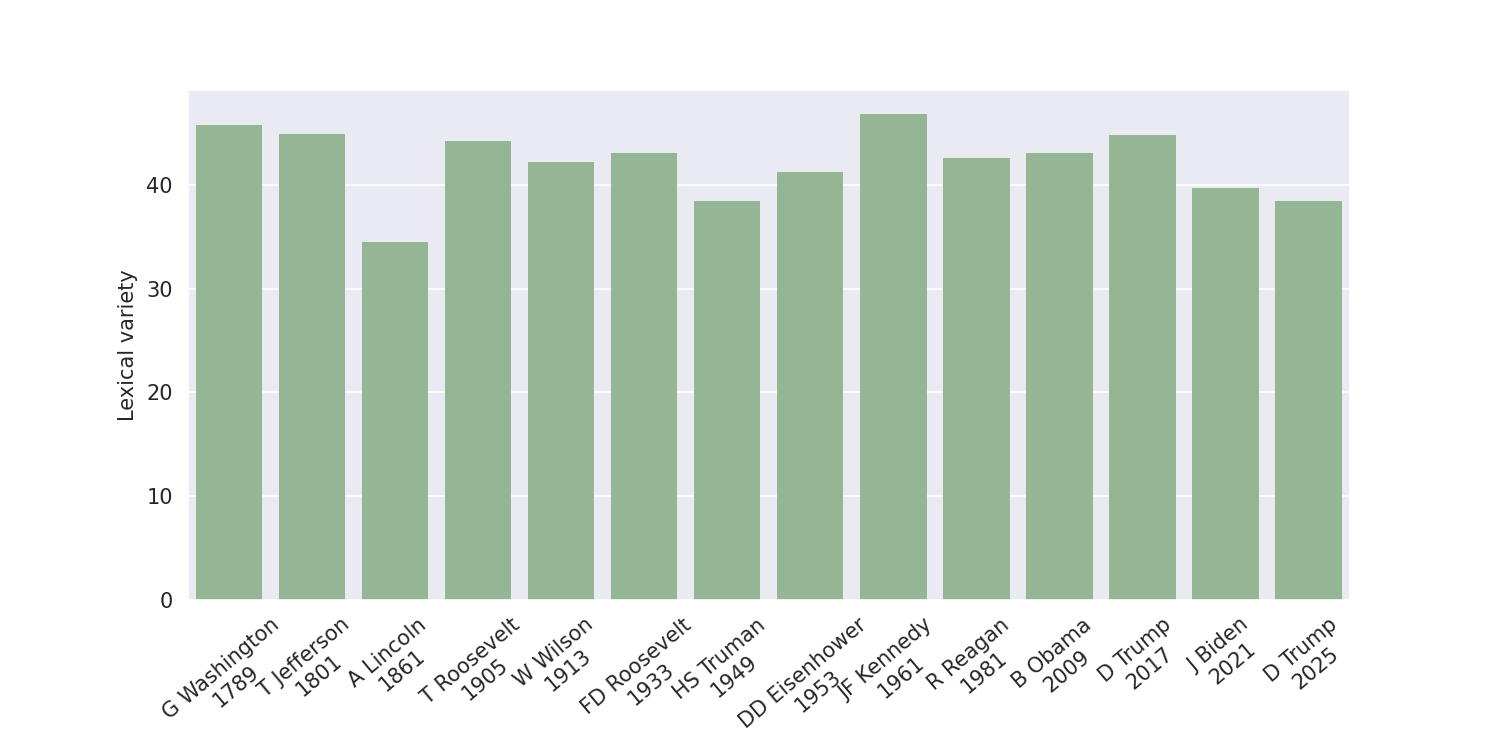 Lexical variety
40
30
20
10
0
G Washington
1789
T Jefferson
1801
A Lincoln
1861
T Roosevelt
1905
W Wilson
1913
FD Roosevelt
1933
HS Truman
1949
DD Eisenhower
1953
JF Kennedy
1961
R Reagan
1981
B Obama
2009
D Trump
2017
J Biden
2021
D Trump
2025